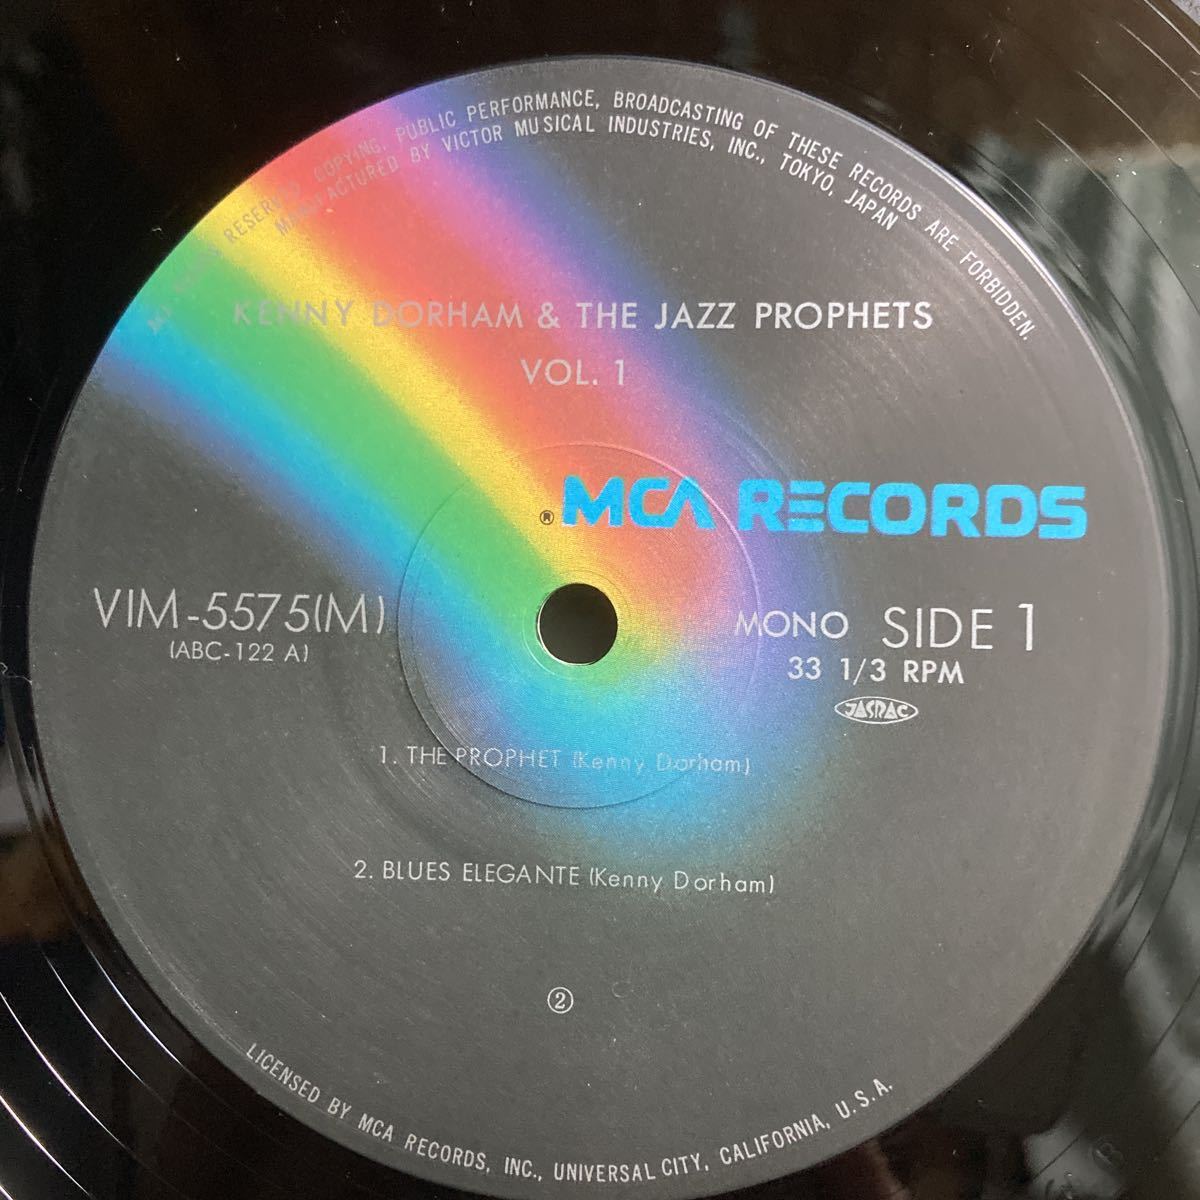 RESERVED COPYING, PUBLIC PERFORMANCE, BROADCASTING OF THESE RECORDS ARE FORBIDDEN.
MANUFACTURED BY VICTOR MUSICAL INDUSTRIES, INC., TOKYO, JAPAN
KENNY DORHAM & THE JAZZ PROPHETS
VOL. 1
® MCA RECORDS
VIM-5575(M)
(ABC-122 A)
MONO SIDE 1
33 1/3 RPM
JASRAC
1. THE PROPHET (Kenny Dorham)
2. BLUES ELEGANTE (Kenny Dorham)
②
LICENSED BY MCA RECORDS, INC., UNIVERSAL CITY, CALIFORNIA, U.S.A.